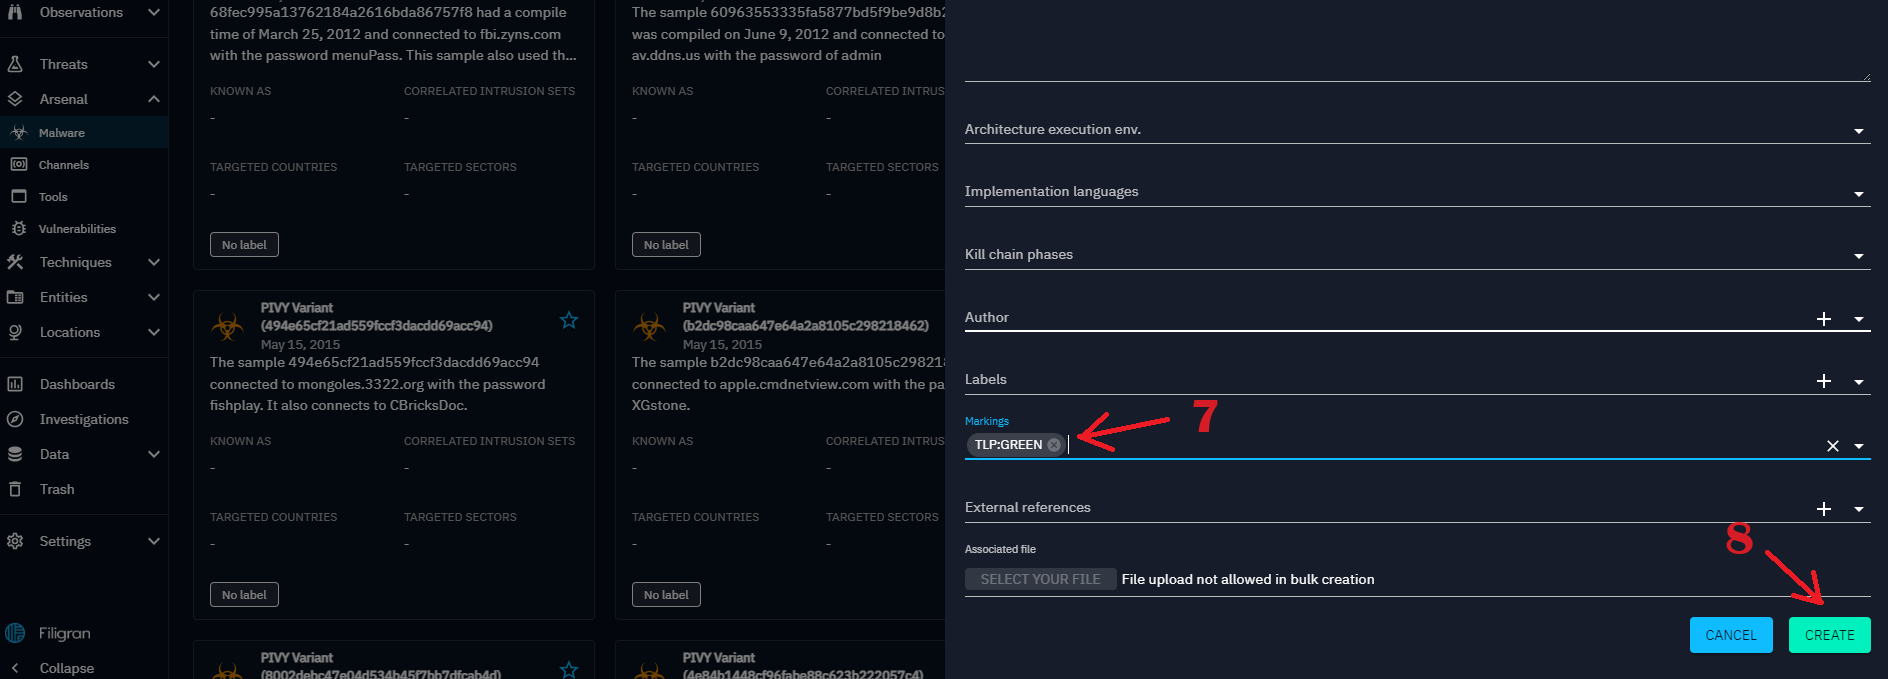 Observations
Threats
Arsenal
Malware
Channels
Tools
Vulnerabilities
Techniques
Entities
Locations
Dashboards
Investigations
Data
Trash
Settings
Filigran
Collapse
68fec995a13762184a2616bda86757f8 had a compile
time of March 25, 2012 and connected to fbi.zyns.com
with the password menuPass. This sample also used th...
KNOWN AS
CORRELATED INTRUSION SETS
-
-
TARGETED COUNTRIES
TARGETED SECTORS
-
-
No label
The sample 60963553335fa5877bd5f9be9d8b2
was compiled on June 9, 2012 and connected to
av.ddns.us with the password of admin
KNOWN AS
CORRELATED INTRUS
-
-
TARGETED COUNTRIES
TARGETED SECTORS
-
-
No label
PIVY Variant
(494e65cf21ad559fccf3dacdd69acc94)
May 15, 2015
The sample 494e65cf21ad559fccf3dacdd69acc94
connected to mongoles.3322.org with the password
fishplay. It also connects to CBricksDoc.
KNOWN AS
CORRELATED INTRUSION SETS
-
-
TARGETED COUNTRIES
TARGETED SECTORS
-
-
No label
PIVY Variant
(b2dc98caa647e64a2a8105c298218462)
May 15, 2015
The sample b2dc98caa647e64a2a8105c29821
connected to apple.cmdnetview.com with the pa
XGstone.
KNOWN AS
CORRELATED INTRUS
-
-
TARGETED COUNTRIES
TARGETED SECTORS
-
-
No label
PIVY Variant
(8002debc47e04d534b45f7bb7dfcab4d)
PIVY Variant
(4e84b1448cf96fabe88c623b222057c4)
Architecture execution env.
Implementation languages
Kill chain phases
Author
Labels
Markings
TLP:GREEN
7
External references
Associated file
SELECT YOUR FILE File upload not allowed in bulk creation
8
CANCEL
CREATE